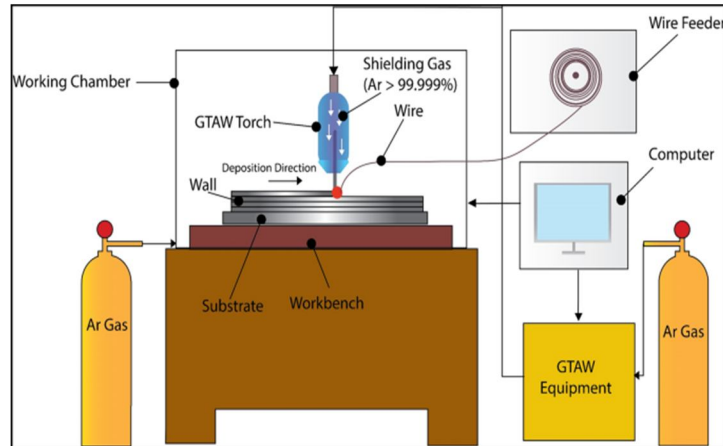 Wire Feeder
Shielding Gas
(Ar > 99.999%)
Working Chamber
GTAW Torch
Wire
Deposition Direction
Computer
Wall
Substrate
Workbench
Ar Gas
Ar Gas
GTAW
Equipment